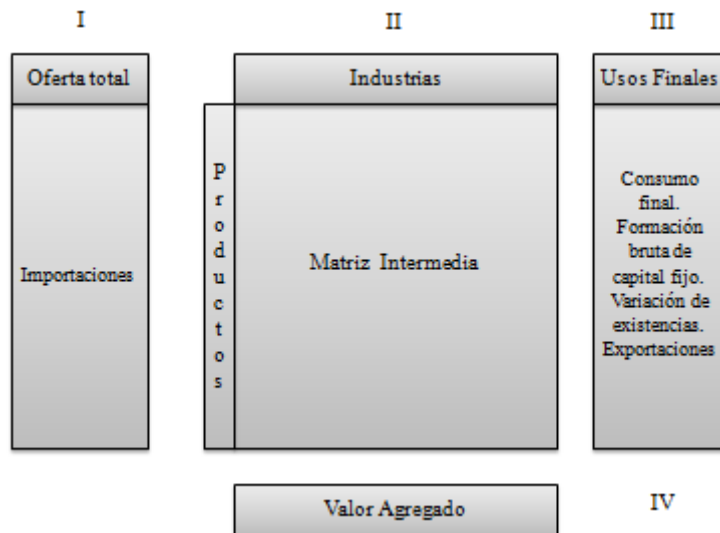 I
II
III
Oferta total
Industrias
Usos Finales
Productos
Importaciones
Matriz Intermedia
Consumo
final.
Formación
bruta de
capital fijo.
Variación de
existencias.
Exportaciones
Valor Agregado
IV